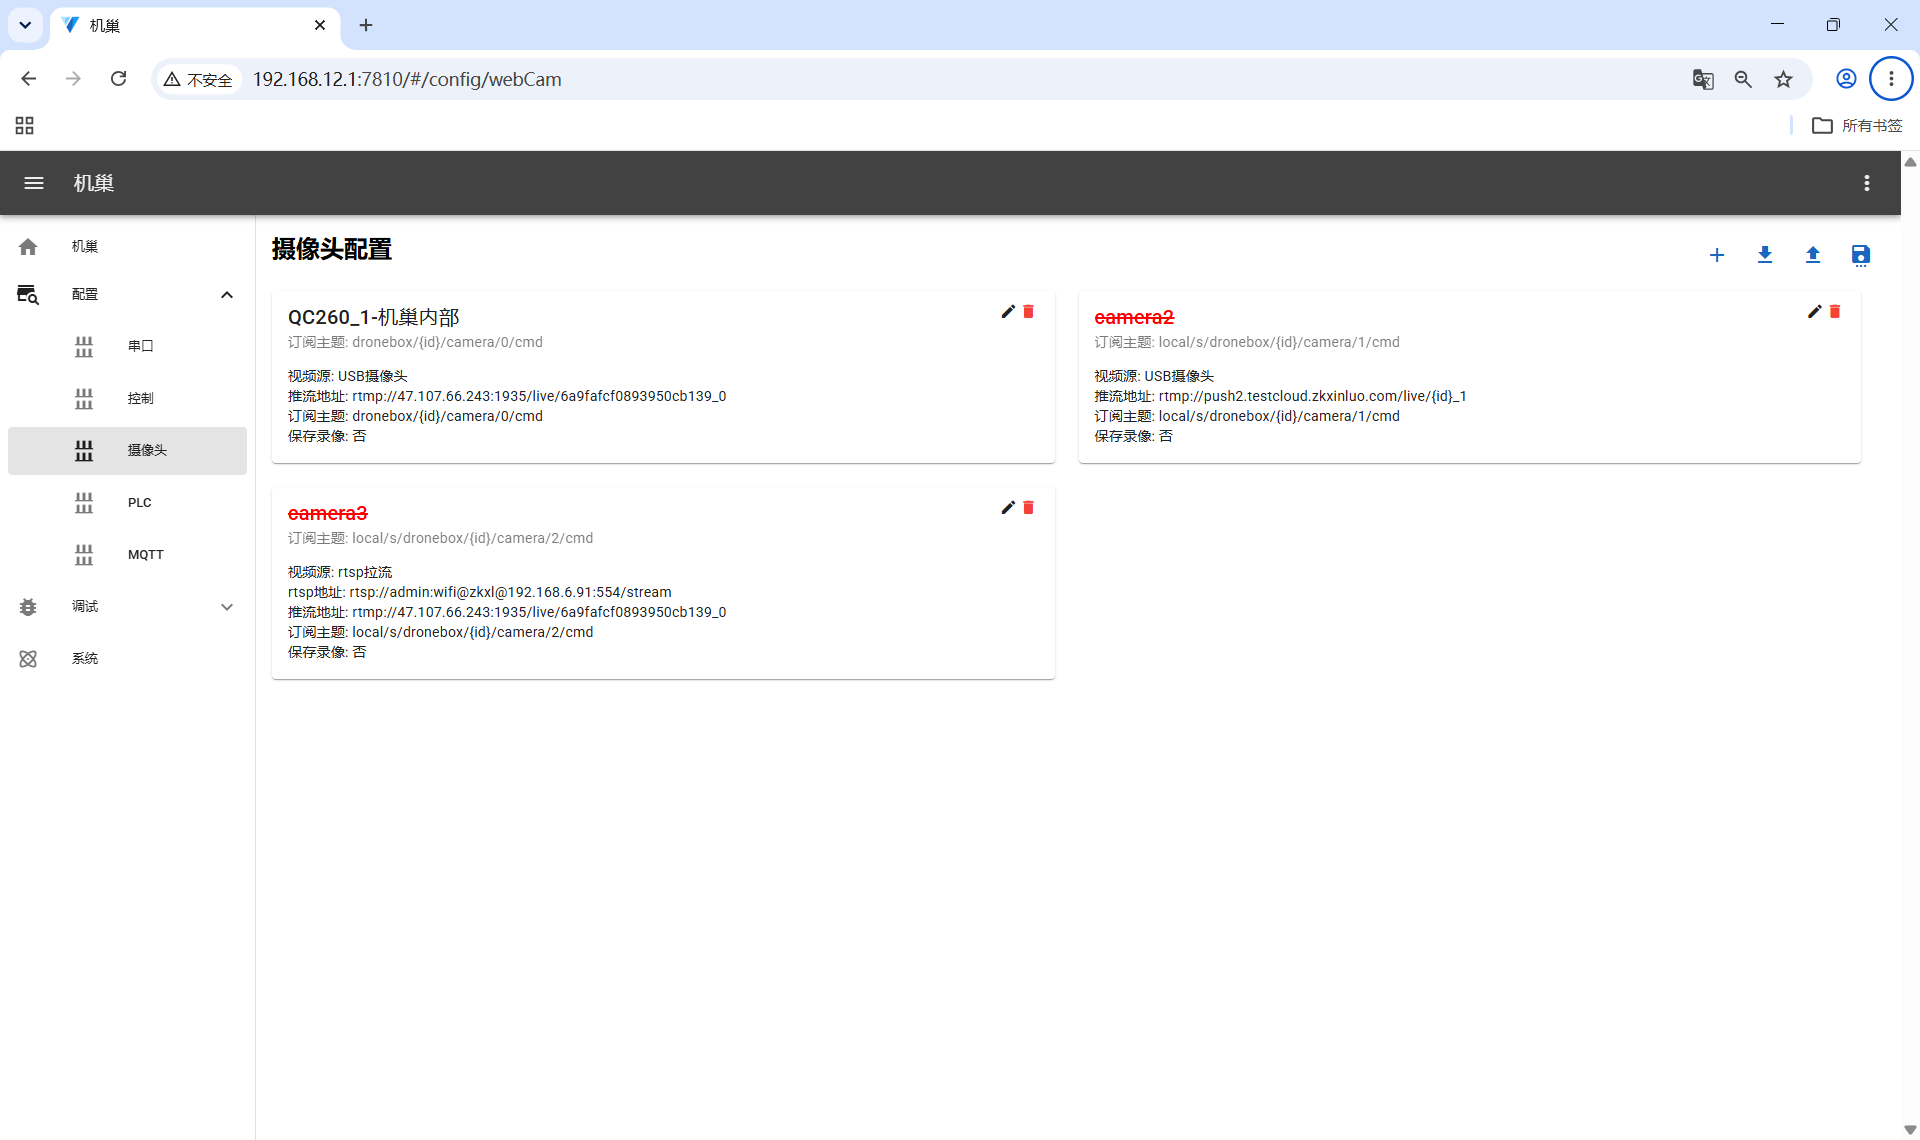 机巢
不安全
192.168.12.1:7810/#/config/webCam
所有书签
机巢
机巢
配置
串口
控制
摄像头
PLC
MQTT
调试
系统
摄像头配置
QC260_1-机巢内部
订阅主题: dronebox/{id}/camera/0/cmd
视频源: USB摄像头
推流地址: rtmp://47.107.66.243:1935/live/6a9fafcf0893950cb139_0
订阅主题: dronebox/{id}/camera/0/cmd
保存录像: 否
camera2
订阅主题: local/s/dronebox/{id}/camera/1/cmd
视频源: USB摄像头
推流地址: rtmp://push2.testcloud.zkxinluo.com/live/{id}_1
订阅主题: local/s/dronebox/{id}/camera/1/cmd
保存录像: 否
camera3
订阅主题: local/s/dronebox/{id}/camera/2/cmd
视频源: rtsp拉流
rtsp地址: rtsp://admin:wifi@zkxl@192.168.6.91:554/stream
推流地址: rtmp://47.107.66.243:1935/live/6a9fafcf0893950cb139_0
订阅主题: local/s/dronebox/{id}/camera/2/cmd
保存录像: 否